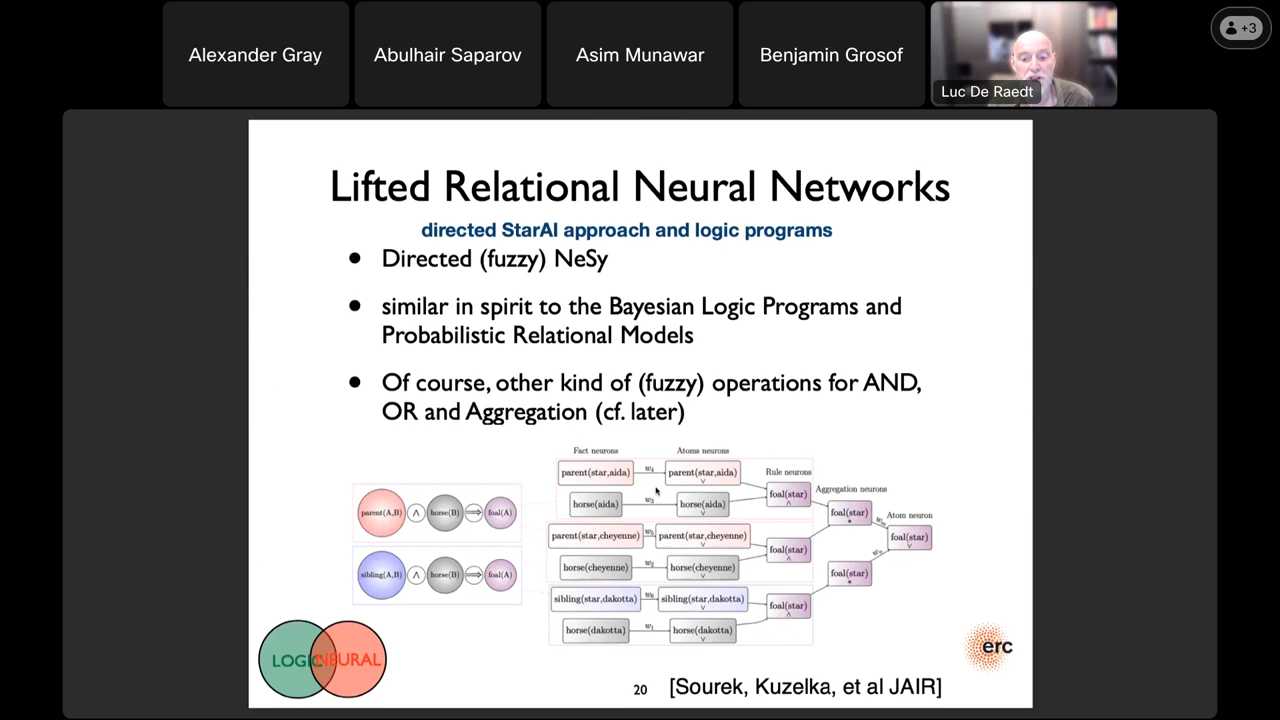 Alexander Gray
Abulhair Saparov
Asim Munawar
Benjamin Grosof
Luc De Raedt
+3
Lifted Relational Neural Networks
directed StarAI approach and logic programs
• Directed (fuzzy) NeSy
• similar in spirit to the Bayesian Logic Programs and
Probabilistic Relational Models
• Of course, other kind of (fuzzy) operations for AND,
OR and Aggregation (cf. later)
Fact neurons
Atoms neurons
Rule neurons
Aggregation neurons
Atom neuron
parent(A,B) ∧ horse(B) ⟹ foal(A)
sibling(A,B) ∧ horse(B) ⟹ foal(A)
parent(star,aida) w₄ parent(star,aida) ∨
horse(aida) w₃ horse(aida) ∨
foal(star) ∧
parent(star,cheyenne) w₅ parent(star,cheyenne) ∨
horse(cheyenne) w₂ horse(cheyenne) ∨
foal(star) ∧
sibling(star,dakotta) w₆ sibling(star,dakotta) ∨
horse(dakotta) w₁ horse(dakotta) ∨
foal(star) ∧
foal(star) *
foal(star) *
foal(star) ∨
LOGIC NEURAL
erc
20
[Sourek, Kuzelka, et al JAIR]